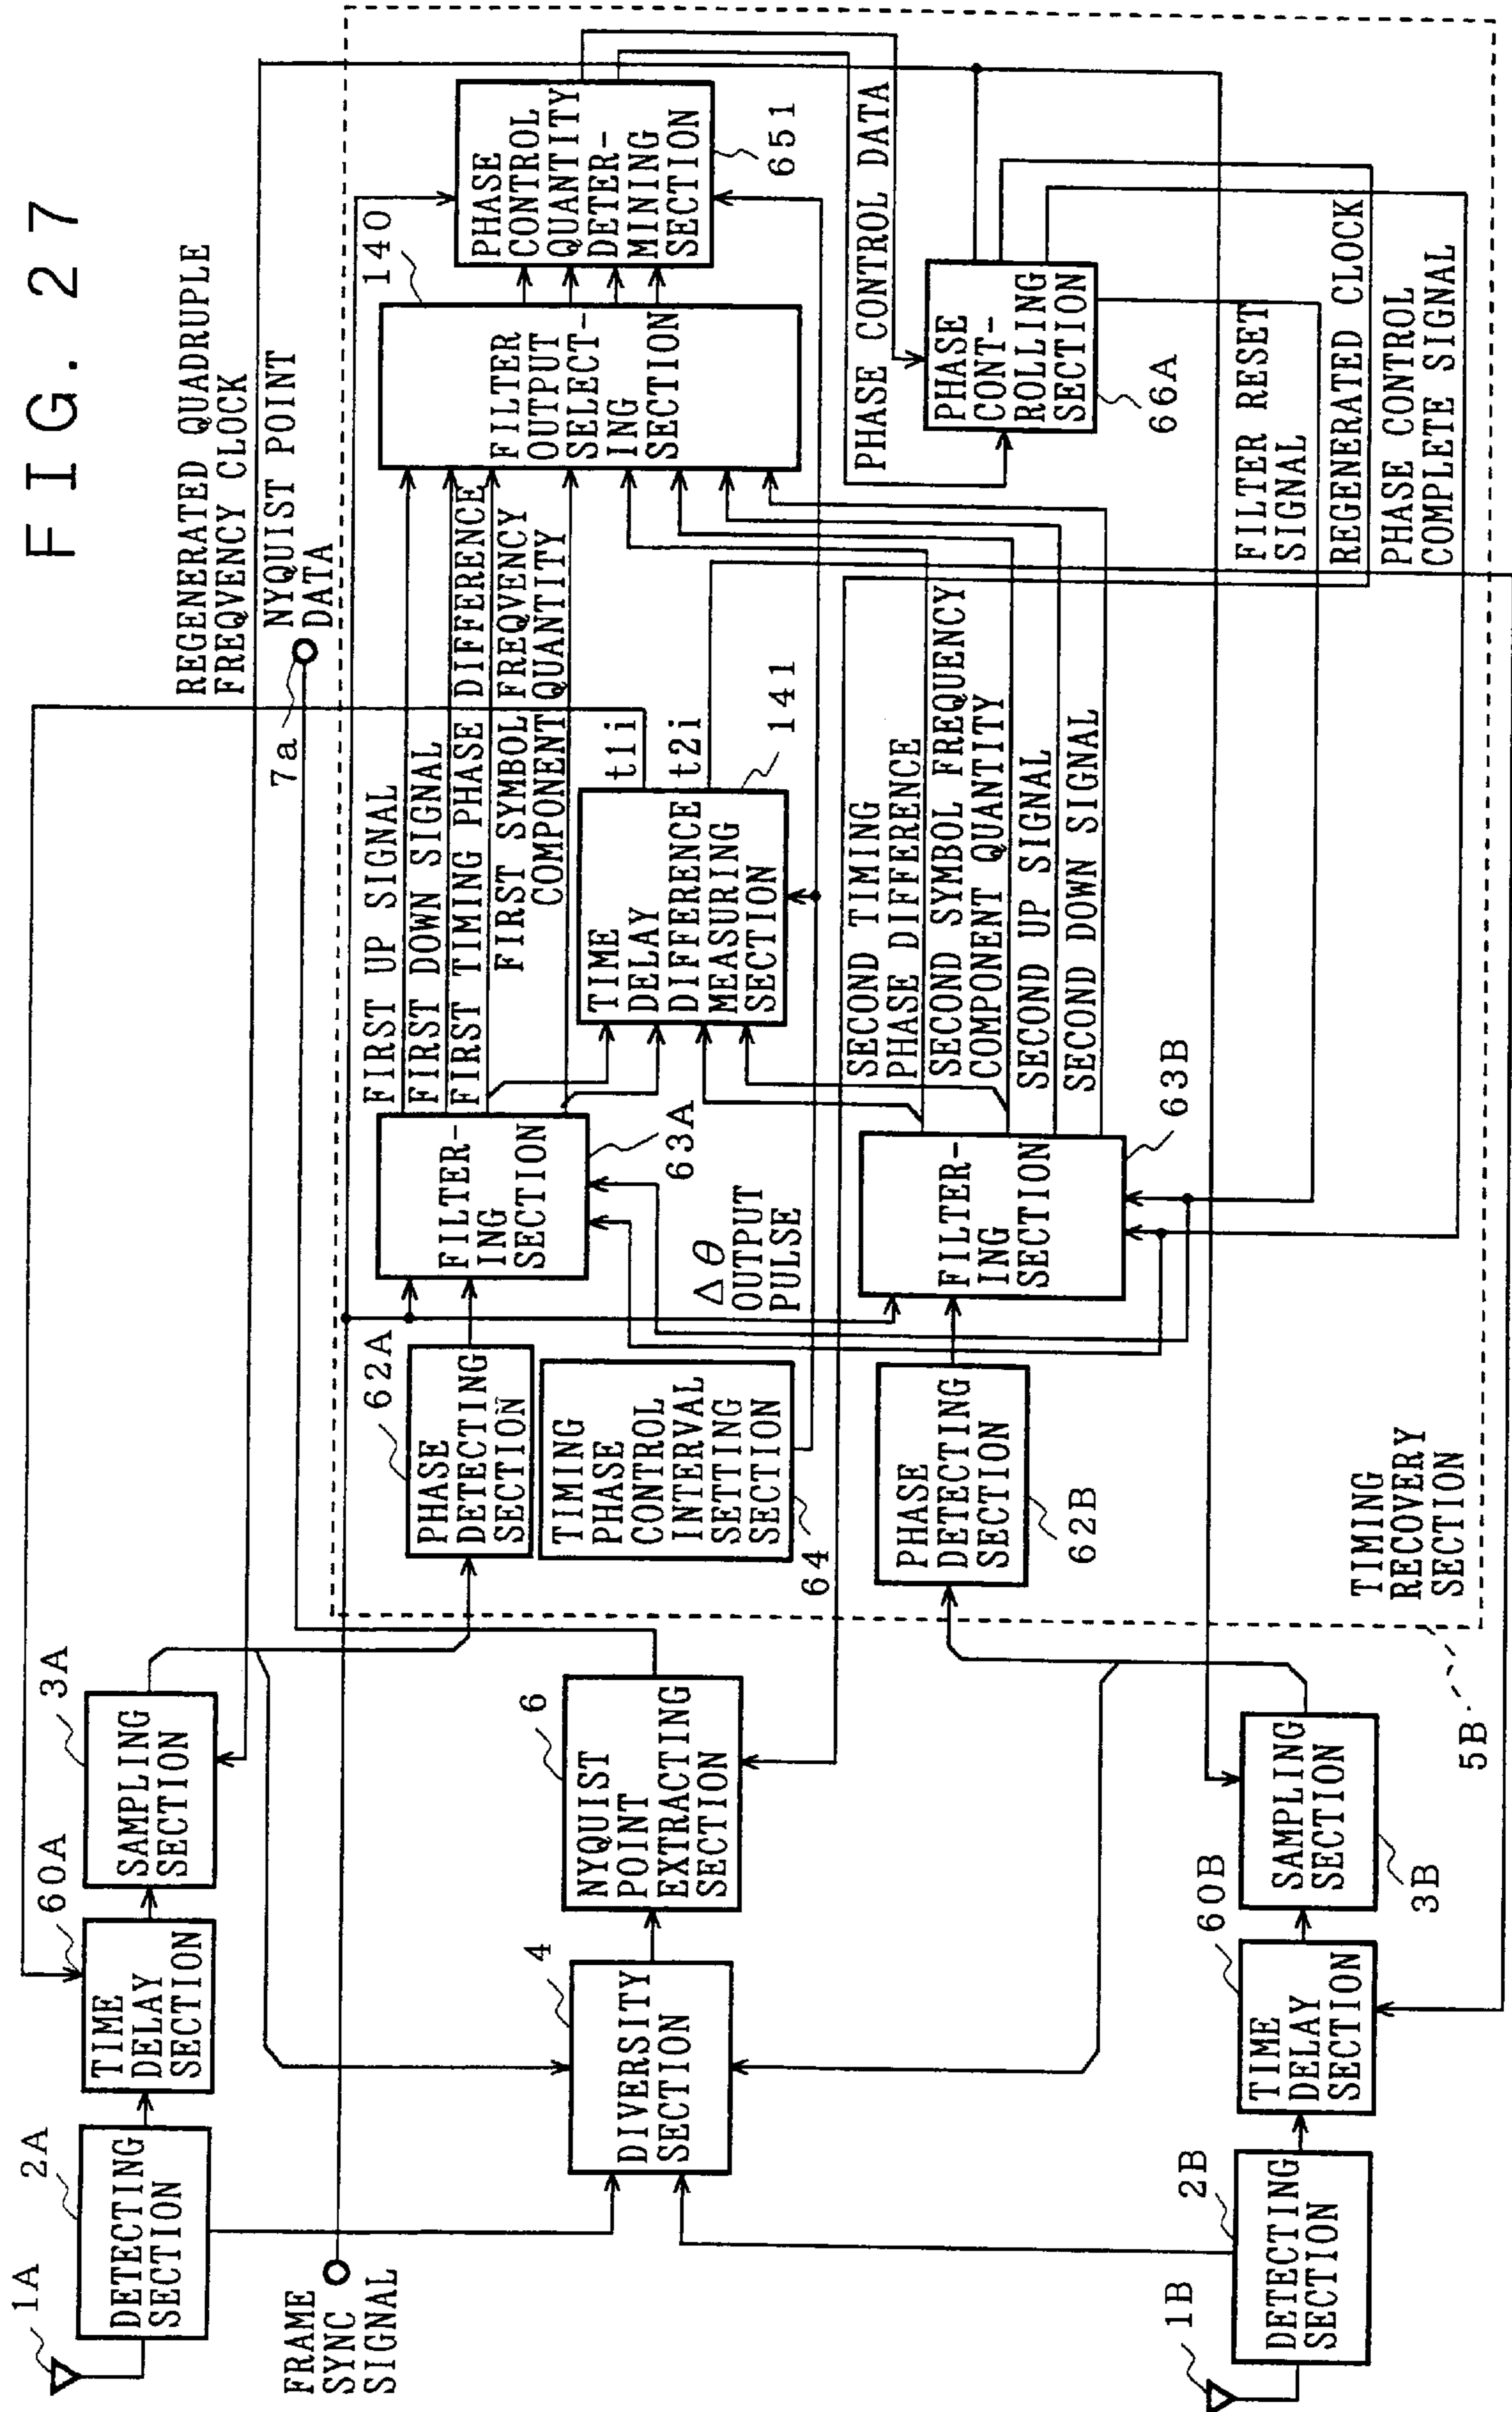 FIG. 27
1A
2A
DETECTING
SECTION
60A
TIME
DELAY
SECTION
3A
SAMPLING
SECTION
REGENERATED QUADRUPLE
FREQVENCY CLOCK
NYQUIST POINT
DATA
7a
FRAME
SYNC
SIGNAL
4
DIVERSITY
SECTION
6
NYQUIST
POINT
EXTRACTING
SECTION
62A
PHASE
DETECTING
SECTION
TIMING
PHASE
CONTROL
INTERVAL
SETTING
SECTION
64
FILTER-
ING
SECTION
63A
Δθ
OUTPUT
PULSE
FIRST UP SIGNAL
FIRST DOWN SIGNAL
FIRST TIMING PHASE DIFFERENCE
FIRST SYMBOL FREQVENCY
COMPONENT QUANTITY
TIME
DELAY
DIFFERENCE
MEASURING
SECTION
t1i
t2i
141
140
FILTER
OUTPUT
SELECT-
ING
SECTION
PHASE
CONTROL
QUANTITY
DETER-
MINING
SECTION
651
PHASE CONTROL DATA
PHASE
CONT-
ROLLING
SECTION
66A
SECOND TIMING
PHASE DIFFERENCE
SECOND SYMBOL FREQUENCY
COMPONENT QUANTITY
SECOND UP SIGNAL
SECOND DOWN SIGNAL
FILTER RESET
SIGNAL
REGENERATED CLOCK
PHASE CONTROL
COMPLETE SIGNAL
PHASE
DETECTING
SECTION
62B
FILTER-
ING
SECTION
63B
TIMING
RECOVERY
SECTION
5B
1B
2B
DETECTING
SECTION
60B
TIME
DELAY
SECTION
SAMPLING
SECTION
3B